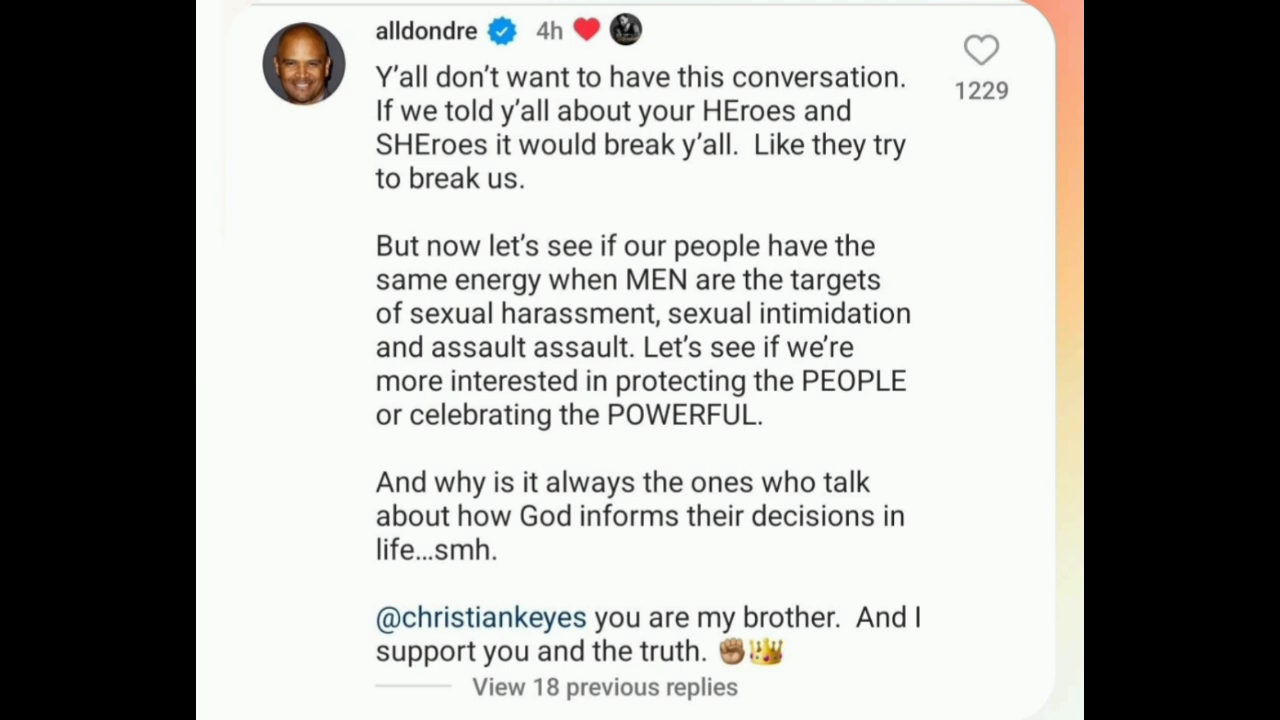 alldondre 4h
1229
Y'all don't want to have this conversation.
If we told y'all about your HEroes and
SHEroes it would break y'all.  Like they try
to break us.
But now let's see if our people have the
same energy when MEN are the targets
of sexual harassment, sexual intimidation
and assault assault. Let's see if we're
more interested in protecting the PEOPLE
or celebrating the POWERFUL.
And why is it always the ones who talk
about how God informs their decisions in
life...smh.
@christiankeyes you are my brother.  And I
support you and the truth. ✊🏽👑
View 18 previous replies